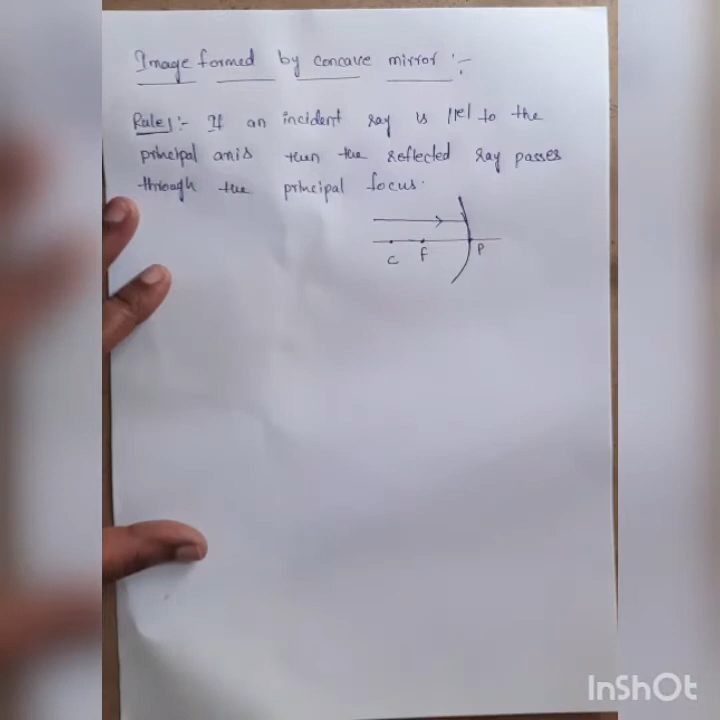 Image formed by concave mirror :-
Rules :- If an incident ray is ||el to the
principal axis then the reflected ray passes
through the principal focus.
C F P
InShOt